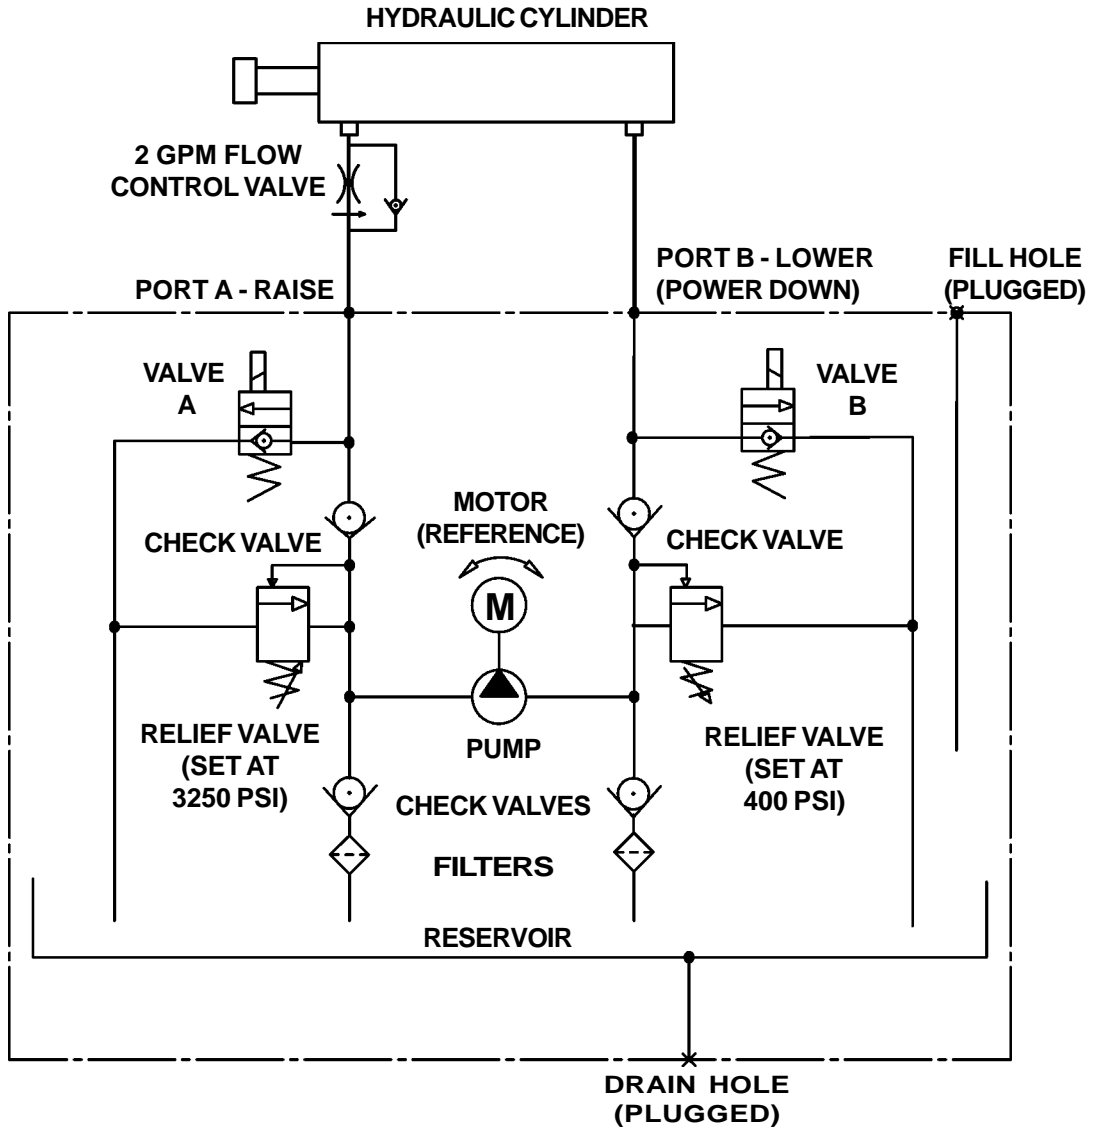 HYDRAULIC CYLINDER
2 GPM FLOW
CONTROL VALVE
PORT A - RAISE
PORT B - LOWER
(POWER DOWN)
FILL HOLE
(PLUGGED)
VALVE
A
VALVE
B
MOTOR
(REFERENCE)
CHECK VALVE
CHECK VALVE
M
RELIEF VALVE
(SET AT
3250 PSI)
PUMP
RELIEF VALVE
(SET AT
400 PSI)
CHECK VALVES
FILTERS
RESERVOIR
DRAIN HOLE
(PLUGGED)